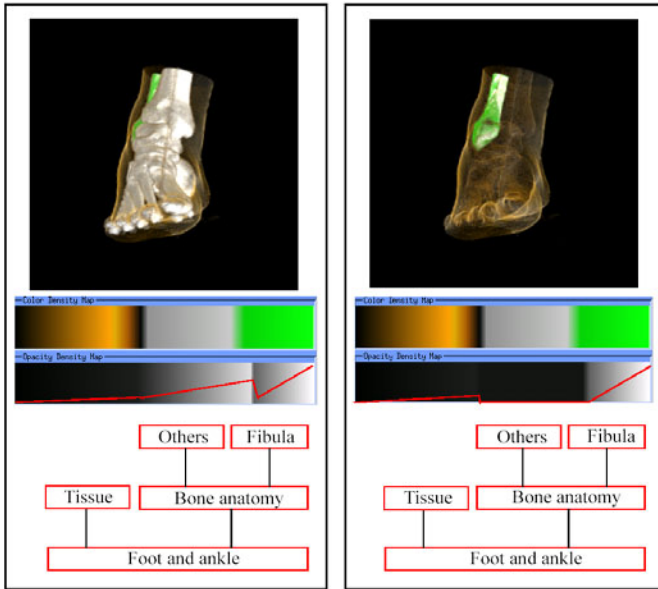 Color Density Map
Opacity Density Map
Others
Fibula
Tissue
Bone anatomy
Foot and ankle
Color Density Map
Opacity Density Map
Others
Fibula
Tissue
Bone anatomy
Foot and ankle